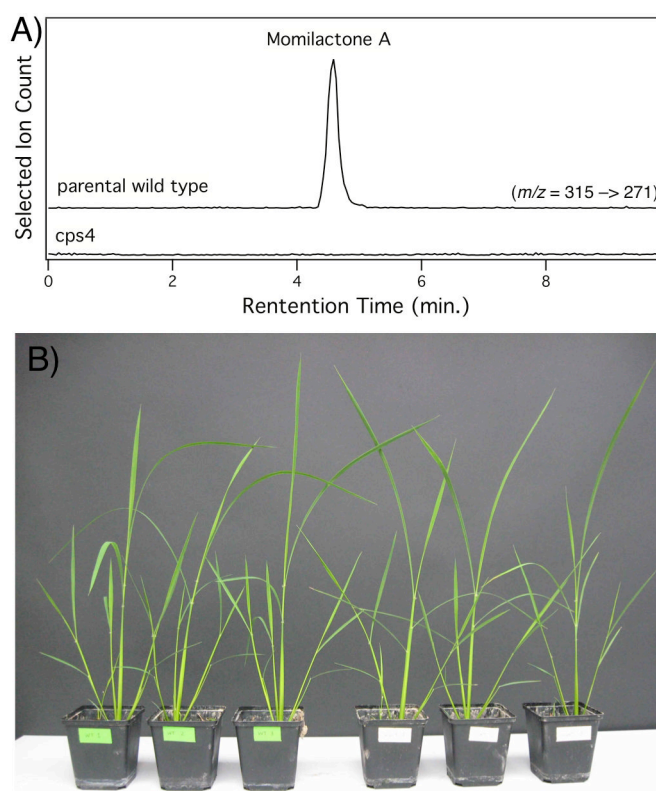 A)
Momilactone A
Selected Ion Count
parental wild type
(m/z = 315 –> 271)
cps4
0 2 4 6 8
Rentention Time (min.)
B)